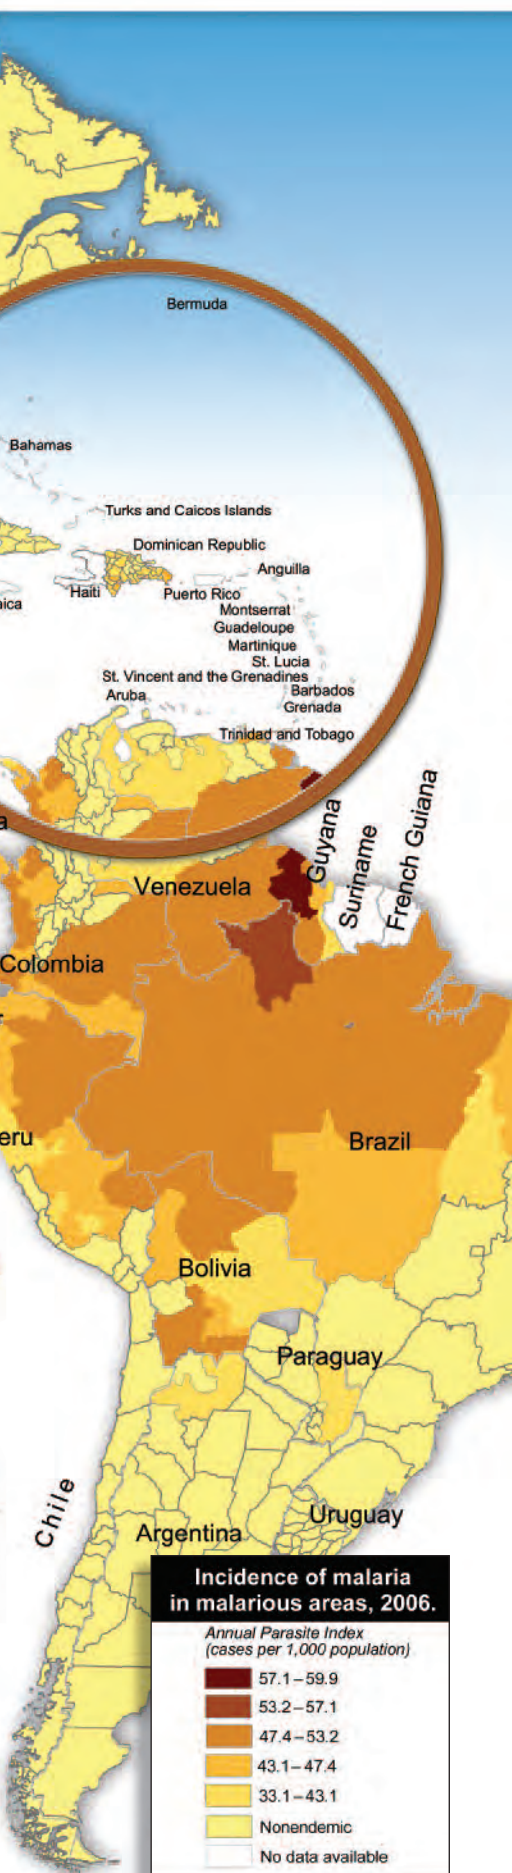 Bermuda
Bahamas
Turks and Caicos Islands
Dominican Republic
Anguilla
Haiti
Puerto Rico
aica
Montserrat
Guadeloupe
Martinique
St. Lucia
St. Vincent and the Grenadines
Aruba
Barbados
Grenada
Trinidad and Tobago
a
Guyana
Suriname
French Guiana
Venezuela
Colombia
r
eru
Brazil
Bolivia
Paraguay
Chile
Uruguay
Argentina
Incidence of malaria
in malarious areas, 2006.
Annual Parasite Index
(cases per 1,000 population)
57.1–59.9
53.2–57.1
47.4–53.2
43.1–47.4
33.1–43.1
Nonendemic
No data available